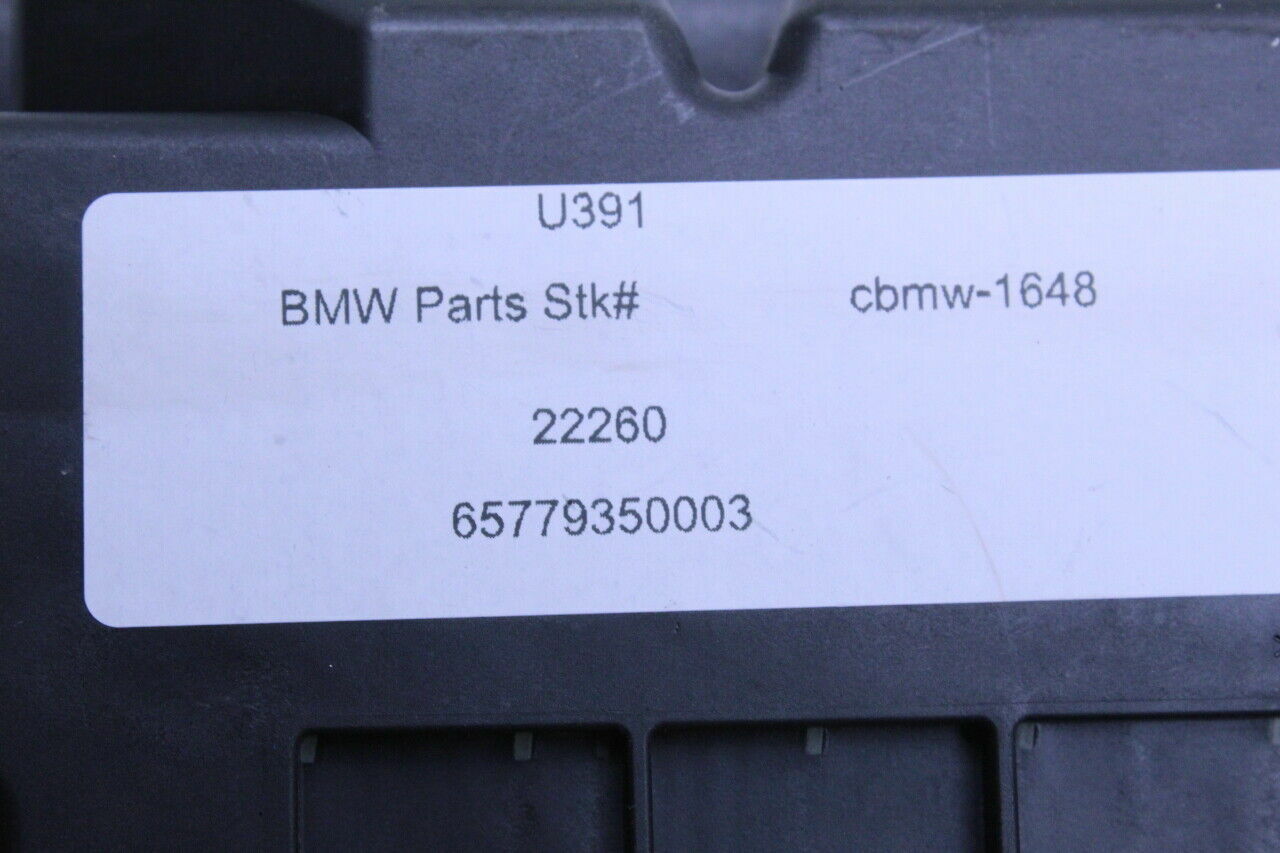 U391
BMW Parts Stk# cbmw-1648
22260
65779350003